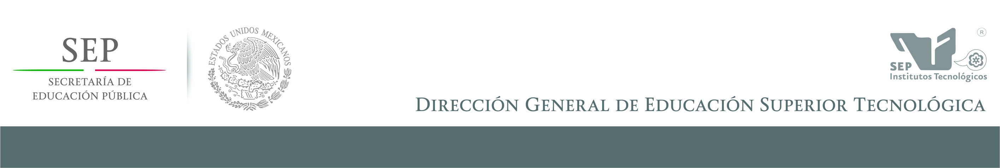 SEP
SECRETARÍA DE
EDUCACIÓN PÚBLICA
ESTADOS UNIDOS MEXICANOS
®
SEP
Institutos Tecnológicos
DIRECCIÓN GENERAL DE EDUCACIÓN SUPERIOR TECNOLÓGICA